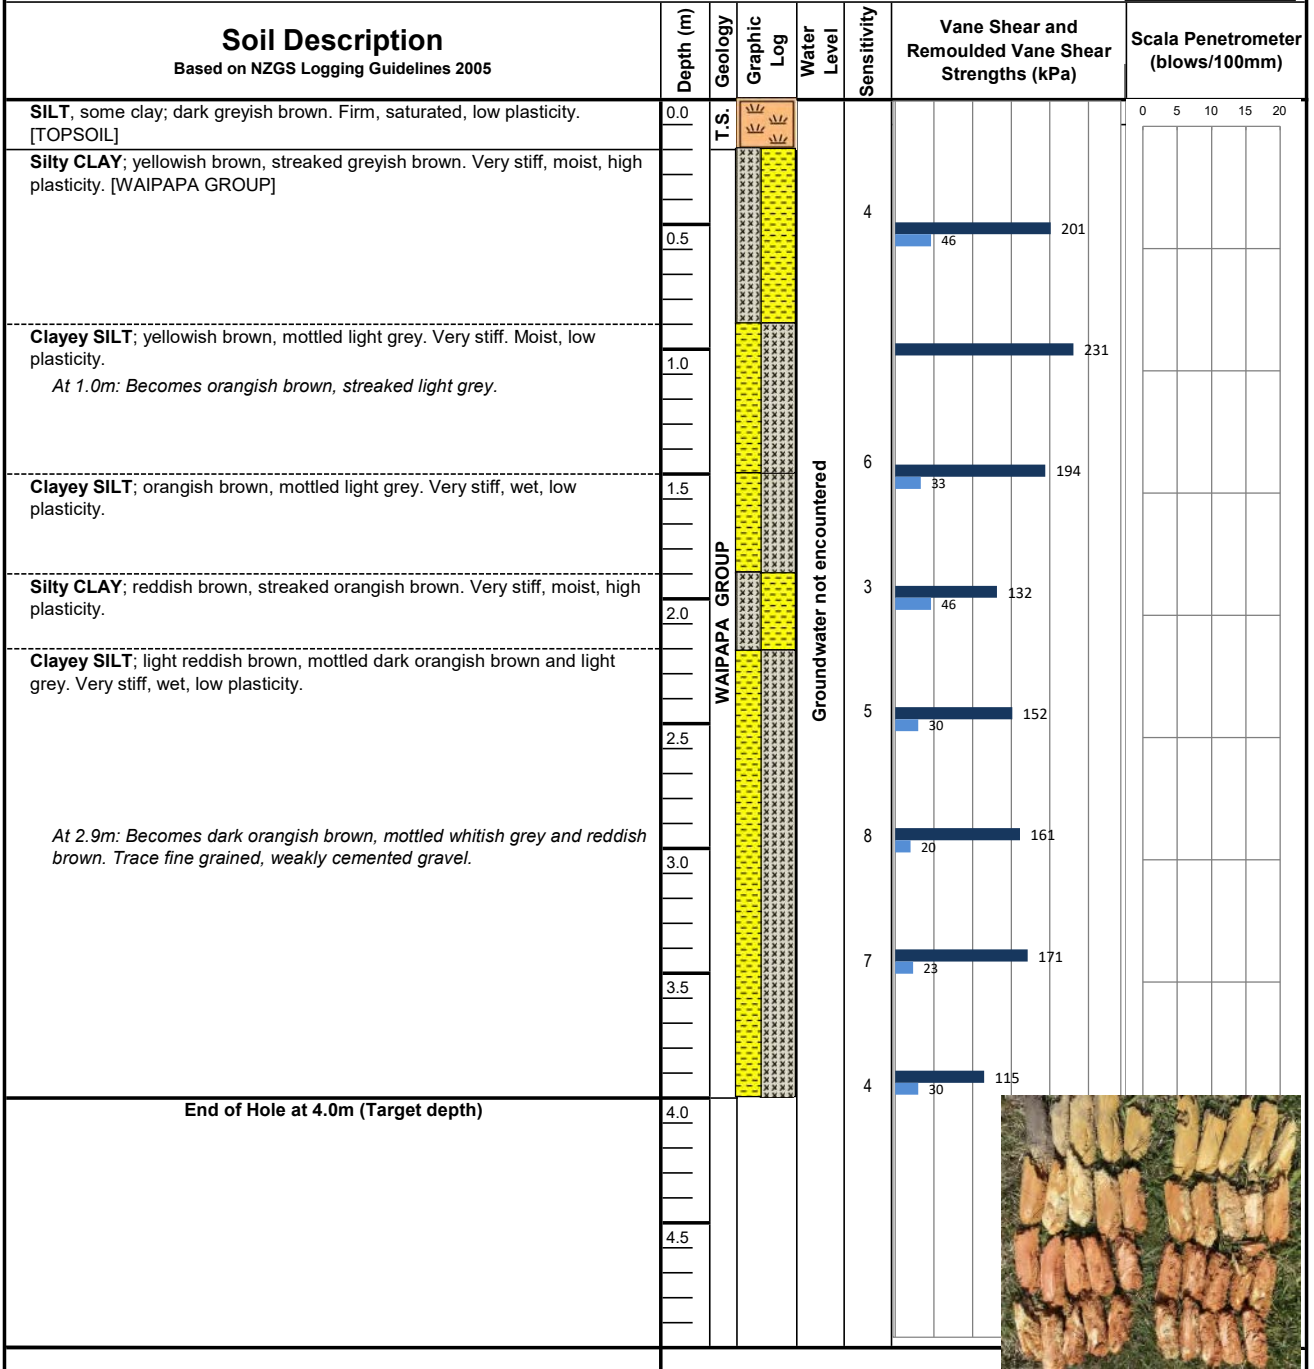 Soil Description
Based on NZGS Logging Guidelines 2005
Depth (m)
Geology
Graphic
Log
Water
Level
Sensitivity
Vane Shear and
Remoulded Vane Shear
Strengths (kPa)
Scala Penetrometer
(blows/100mm)
0 5 10 15 20
SILT, some clay; dark greyish brown. Firm, saturated, low plasticity.
[TOPSOIL]
0.0
T.S.
Silty CLAY; yellowish brown, streaked greyish brown. Very stiff, moist, high
plasticity. [WAIPAPA GROUP]
4
201
0.5
46
Clayey SILT; yellowish brown, mottled light grey. Very stiff. Moist, low
plasticity.
231
1.0
At 1.0m: Becomes orangish brown, streaked light grey.
6
194
Clayey SILT; orangish brown, mottled light grey. Very stiff, wet, low
plasticity.
1.5
33
WAIPAPA GROUP
Groundwater not encountered
Silty CLAY; reddish brown, streaked orangish brown. Very stiff, moist, high
plasticity.
3
132
2.0
46
Clayey SILT; light reddish brown, mottled dark orangish brown and light
grey. Very stiff, wet, low plasticity.
5
152
30
2.5
At 2.9m: Becomes dark orangish brown, mottled whitish grey and reddish
brown. Trace fine grained, weakly cemented gravel.
8
161
20
3.0
7
171
23
3.5
4
115
30
End of Hole at 4.0m (Target depth)
4.0
4.5